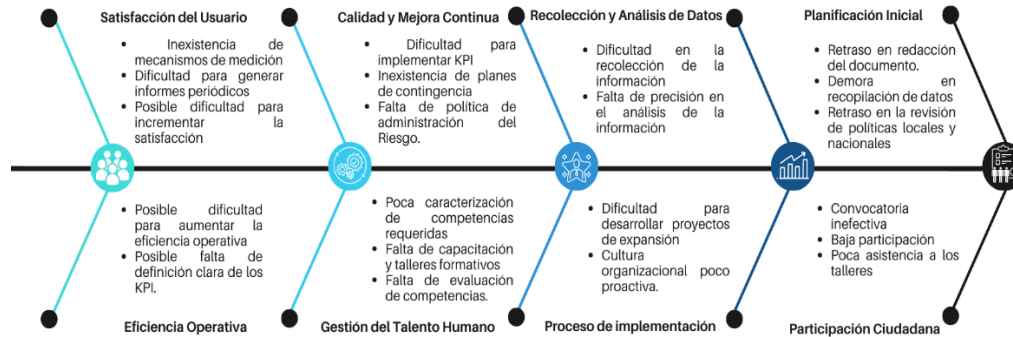 Satisfacción del Usuario
• Inexistencia de
mecanismos de medición
• Dificultad para generar
informes periódicos
• Posible dificultad para
incrementar la
satisfacción
Calidad y Mejora Continua
• Dificultad para
implementar KPI
• Inexistencia de planes
de contingencia
• Falta de política de
administración del
Riesgo.
Recolección y Análisis de Datos
• Dificultad en la
recolección de la
información
• Falta de precisión en
el análisis de la
información
Planificación Inicial
• Retraso en redacción
del documento.
• Demora en
recopilación de datos
• Retraso en la revisión
de políticas locales y
nacionales
• Posible dificultad
para aumentar la
eficiencia operativa
• Posible falta de
definición clara de los
KPI.
Eficiencia Operativa
• Poca caracterización
de competencias
requeridas
• Falta de capacitación
y talleres formativos
• Falta de evaluación
de competencias.
Gestión del Talento Humano
• Dificultad para
desarrollar proyectos
de expansión
• Cultura
organizacional poco
proactiva.
Proceso de implementación
• Convocatoria
inefectiva
• Baja participación
• Poca asistencia a los
talleres
Participación Ciudadana